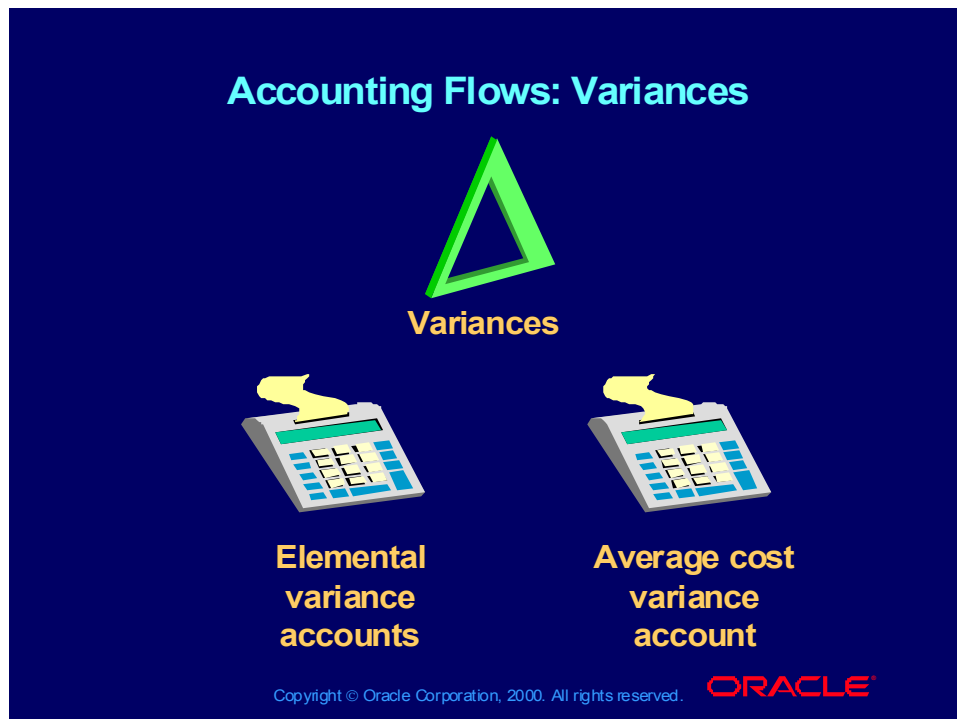 Accounting Flows: Variances
Variances
Elemental
variance
accounts
Average cost
variance
account
Copyright © Oracle Corporation, 2000. All rights reserved.
ORACLE®